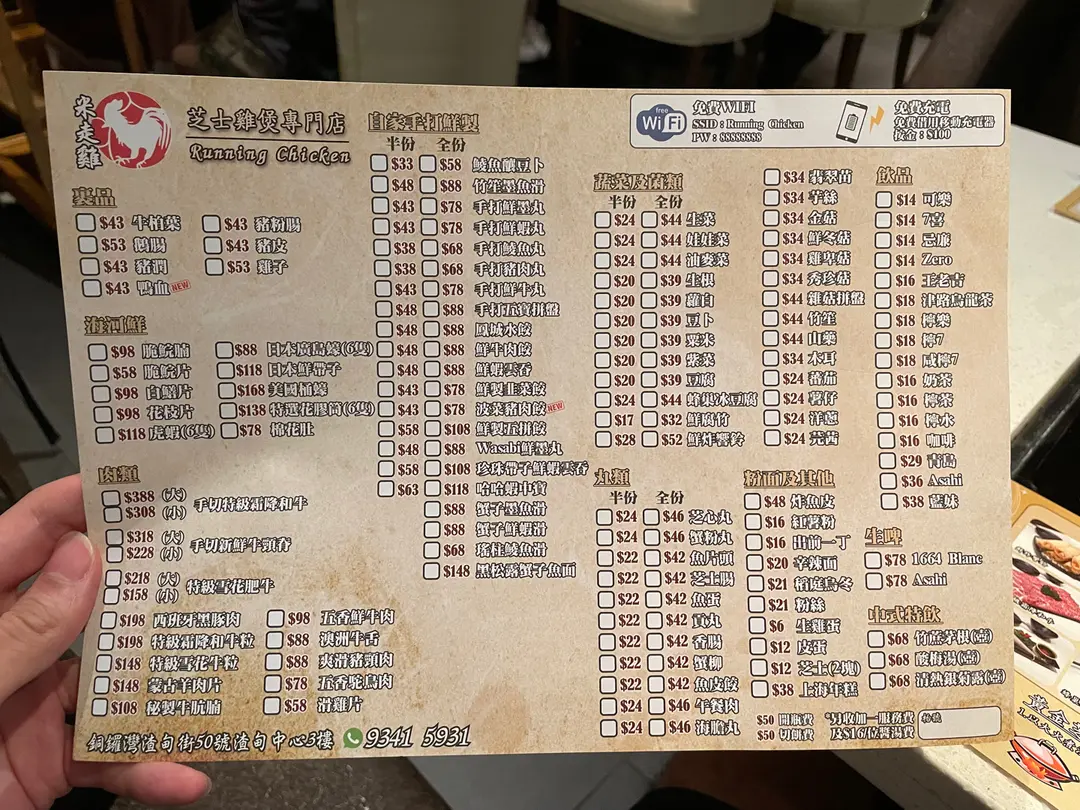 米走雞
芝士雞煲專門店
Running Chicken
free
WiFi
免費WIFI
SSID : Running Chicken
PW : 88888888
免費充電
免費借用移動充電器
按金 : $100
裏品
$43 牛柏葉
$53 鵝腸
$43 豬潤
$43 鴨血 NEW
$43 豬粉腸
$43 豬皮
$53 雞子
海河鮮
$98 脆鯇腩
$58 脆鯇片
$98 白鱔片
$98 花枝片
$118 虎蝦(6隻)
$88 日本廣島蠔(6隻)
$118 日本鮮帶子
$168 美國桶蠔
$138 特選花膠筒(6隻)
$78 桂花肚
肉類
$388 (大)
$308 (小)
手切特級霜降和牛
$318 (大)
$228 (小)
手切新鮮牛頸脊
$218 (大)
$158 (小)
特級雪花肥牛
$198 西班牙黑豚肉
$198 特級霜降和牛粒
$148 特級雪花牛粒
$148 蒙古羊肉片
$108 秘製牛肮腩
$98 五香鮮牛肉
$88 澳洲牛舌
$88 爽滑豬頸肉
$78 五香鴕鳥肉
$58 滑雞片
自家手打鮮製
半份 全份
$33 $58 鯪魚釀豆卜
$48 $88 竹笙墨魚滑
$43 $78 手打鮮墨丸
$43 $78 手打鮮蝦丸
$38 $68 手打鯪魚丸
$38 $68 手打豬肉丸
$43 $78 手打鮮牛丸
$48 $88 手打五寶拼盤
$48 $88 鳳城水餃
$48 $88 鮮牛肉餃
$48 $88 鮮蝦雲吞
$43 $78 鮮製韭菜餃
$43 $78 菠菜豬肉餃 NEW
$58 $108 鮮製五拼餃
$48 $88 Wasabi鮮墨丸
$58 $108 珍珠帶子鮮蝦雲吞
$63 $118 哈哈蝦中寶
$88 蟹子墨魚滑
$88 蟹子鮮蝦滑
$68 瑤柱鯪魚滑
$148 黑松露蟹子魚面
蔬菜及菌類
半份 全份
$24 $44 生菜
$24 $44 娃娃菜
$24 $44 油麥菜
$20 $39 生根
$20 $39 蘿白
$20 $39 豆卜
$20 $39 粟米
$20 $39 紫菜
$20 $39 豆腐
$24 $44 蜂巢冰豆腐
$17 $32 鮮腐竹
$28 $52 鮮炸響鈴
$34 翡翠苗
$34 芋絲
$34 金菇
$34 鮮冬菇
$34 雞髀菇
$34 秀珍菇
$44 雜菇拼盤
$44 竹笙
$44 山藥
$34 木耳
$24 蕃茄
$24 薯仔
$24 洋蔥
$24 芫茜
丸類
半份 全份
$24 $46 芝心丸
$24 $46 蟹粉丸
$22 $42 魚片頭
$22 $42 芝士腸
$22 $42 魚蛋
$22 $42 貢丸
$22 $42 香腸
$22 $42 蟹柳
$22 $42 魚皮餃
$24 $46 午餐肉
$24 $46 海膽丸
粉面及其他
$48 炸魚皮
$16 紅薯粉
$16 出前一丁
$20 辛辣面
$21 稻庭烏冬
$21 粉絲
$6 生雞蛋
$12 皮蛋
$12 芝士(2塊)
$38 上海年糕
飲品
$14 可樂
$14 7喜
$14 忌廉
$14 Zero
$16 王老吉
$18 津路烏龍茶
$18 檸樂
$18 檸7
$18 咸檸7
$16 奶茶
$16 檸茶
$16 檸水
$16 咖啡
$29 青島
$36 Asahi
$38 藍妹
生啤
$78 1664 Blanc
$78 Asahi
中式特飲
$68 竹蔗茅根(壺)
$68 酸梅湯(壺)
$68 清熱銀菊露(壺)
$50 開瓶費
$50 切餅費
*另收加一服務費
及$16/位醬湯費
銅鑼灣渣甸街50號渣甸中心3樓 9341 5931